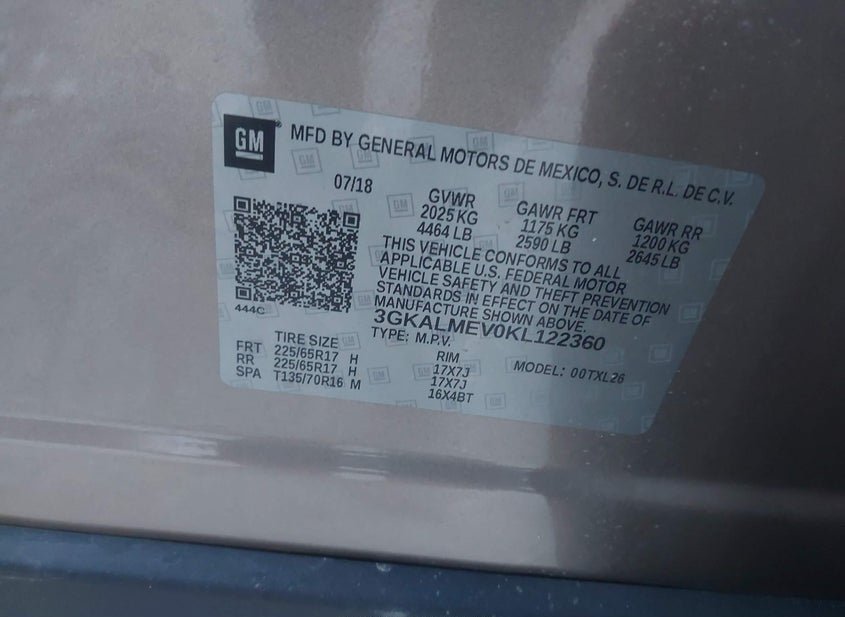 GM
MFD BY GENERAL MOTORS DE MEXICO, S. DE R.L. DE C.V.
07/18
GVWR GAWR FRT GAWR RR
2025 KG 1175 KG 1200 KG
4464 LB 2590 LB 2645 LB
THIS VEHICLE CONFORMS TO ALL
APPLICABLE U.S. FEDERAL MOTOR
VEHICLE SAFETY AND THEFT PREVENTION
STANDARDS IN EFFECT ON THE DATE OF
MANUFACTURE SHOWN ABOVE.
444C
3GKALMEV0KL122360
TYPE: M.P.V. MODEL: 00TXL26
TIRE SIZE RIM
FRT 225/65R17 H 17X7J
RR 225/65R17 H 17X7J
SPA T135/70R16 M 16X4BT